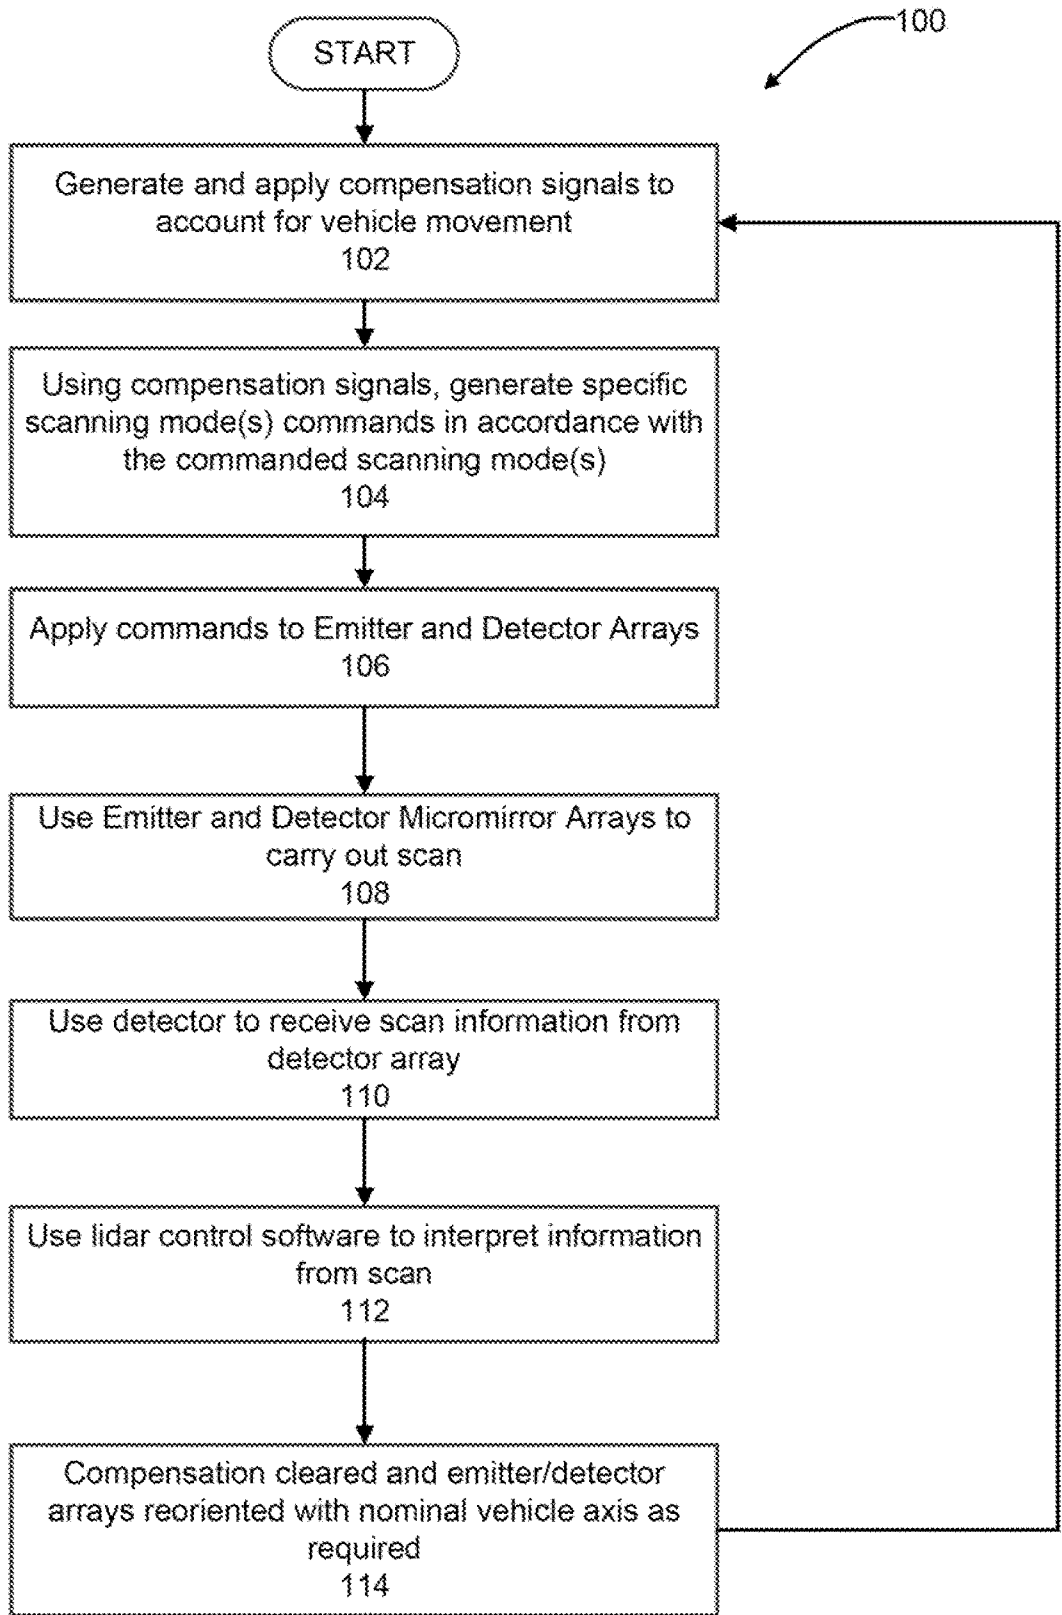 100
START
Generate and apply compensation signals to
account for vehicle movement
102
Using compensation signals, generate specific
scanning mode(s) commands in accordance with
the commanded scanning mode(s)
104
Apply commands to Emitter and Detector Arrays
106
Use Emitter and Detector Micromirror Arrays to
carry out scan
108
Use detector to receive scan information from
detector array
110
Use lidar control software to interpret information
from scan
112
Compensation cleared and emitter/detector
arrays reoriented with nominal vehicle axis as
required
114